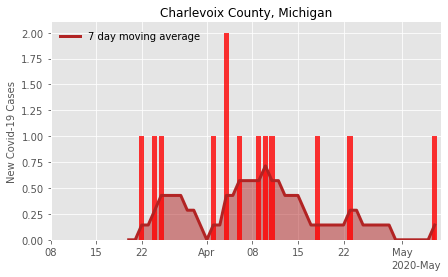 Charlevoix County, Michigan
7 day moving average
New Covid-19 Cases
2.00
1.75
1.50
1.25
1.00
0.75
0.50
0.25
0.00
08 15 22 Apr 08 15 22 May
2020-May